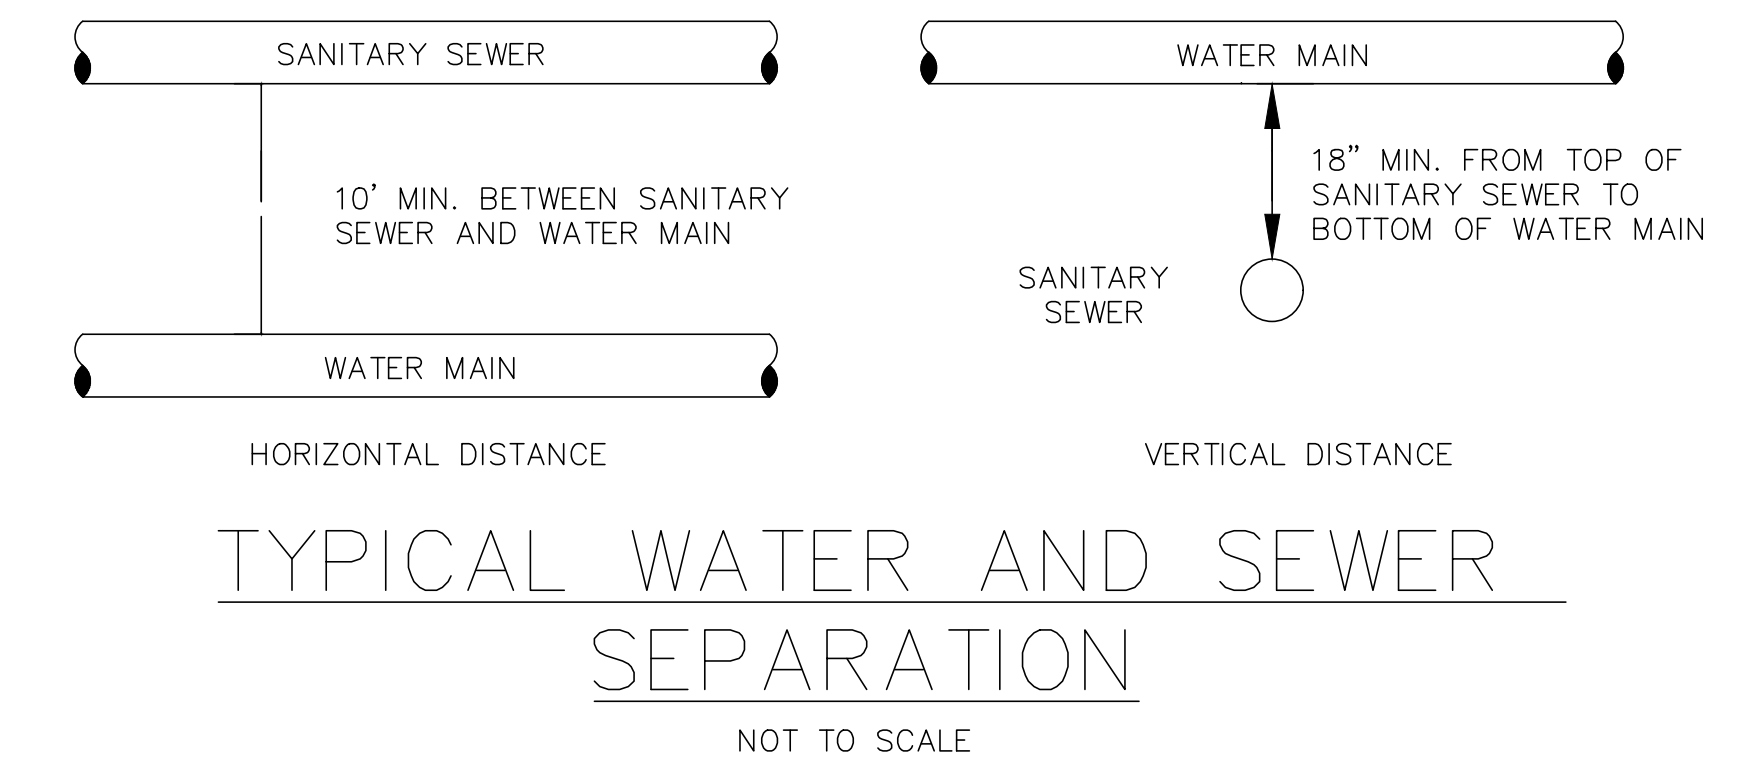 SANITARY SEWER
10' MIN. BETWEEN SANITARY
SEWER AND WATER MAIN
WATER MAIN
HORIZONTAL DISTANCE
WATER MAIN
18” MIN. FROM TOP OF
SANITARY SEWER TO
BOTTOM OF WATER MAIN
SANITARY
SEWER
VERTICAL DISTANCE
TYPICAL WATER AND SEWER
SEPARATION
NOT TO SCALE